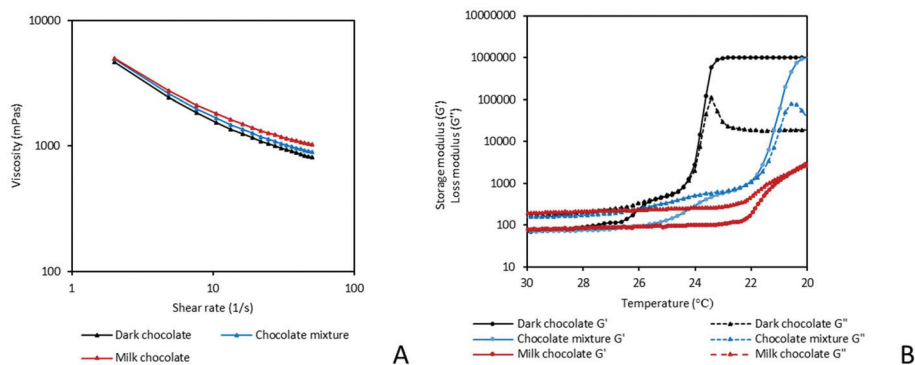 10000
1000
100
Viscosity (mPas)
1
10
100
Shear rate (1/s)
Dark chocolate
Chocolate mixture
Milk chocolate
A
10000000
1000000
100000
10000
1000
100
10
Storage modulus (G')
Loss modulus (G'')
30
28
26
24
22
20
Temperature (°C)
Dark chocolate G'
Dark chocolate G''
Chocolate mixture G'
Chocolate mixture G''
Milk chocolate G'
Milk chocolate G''
B